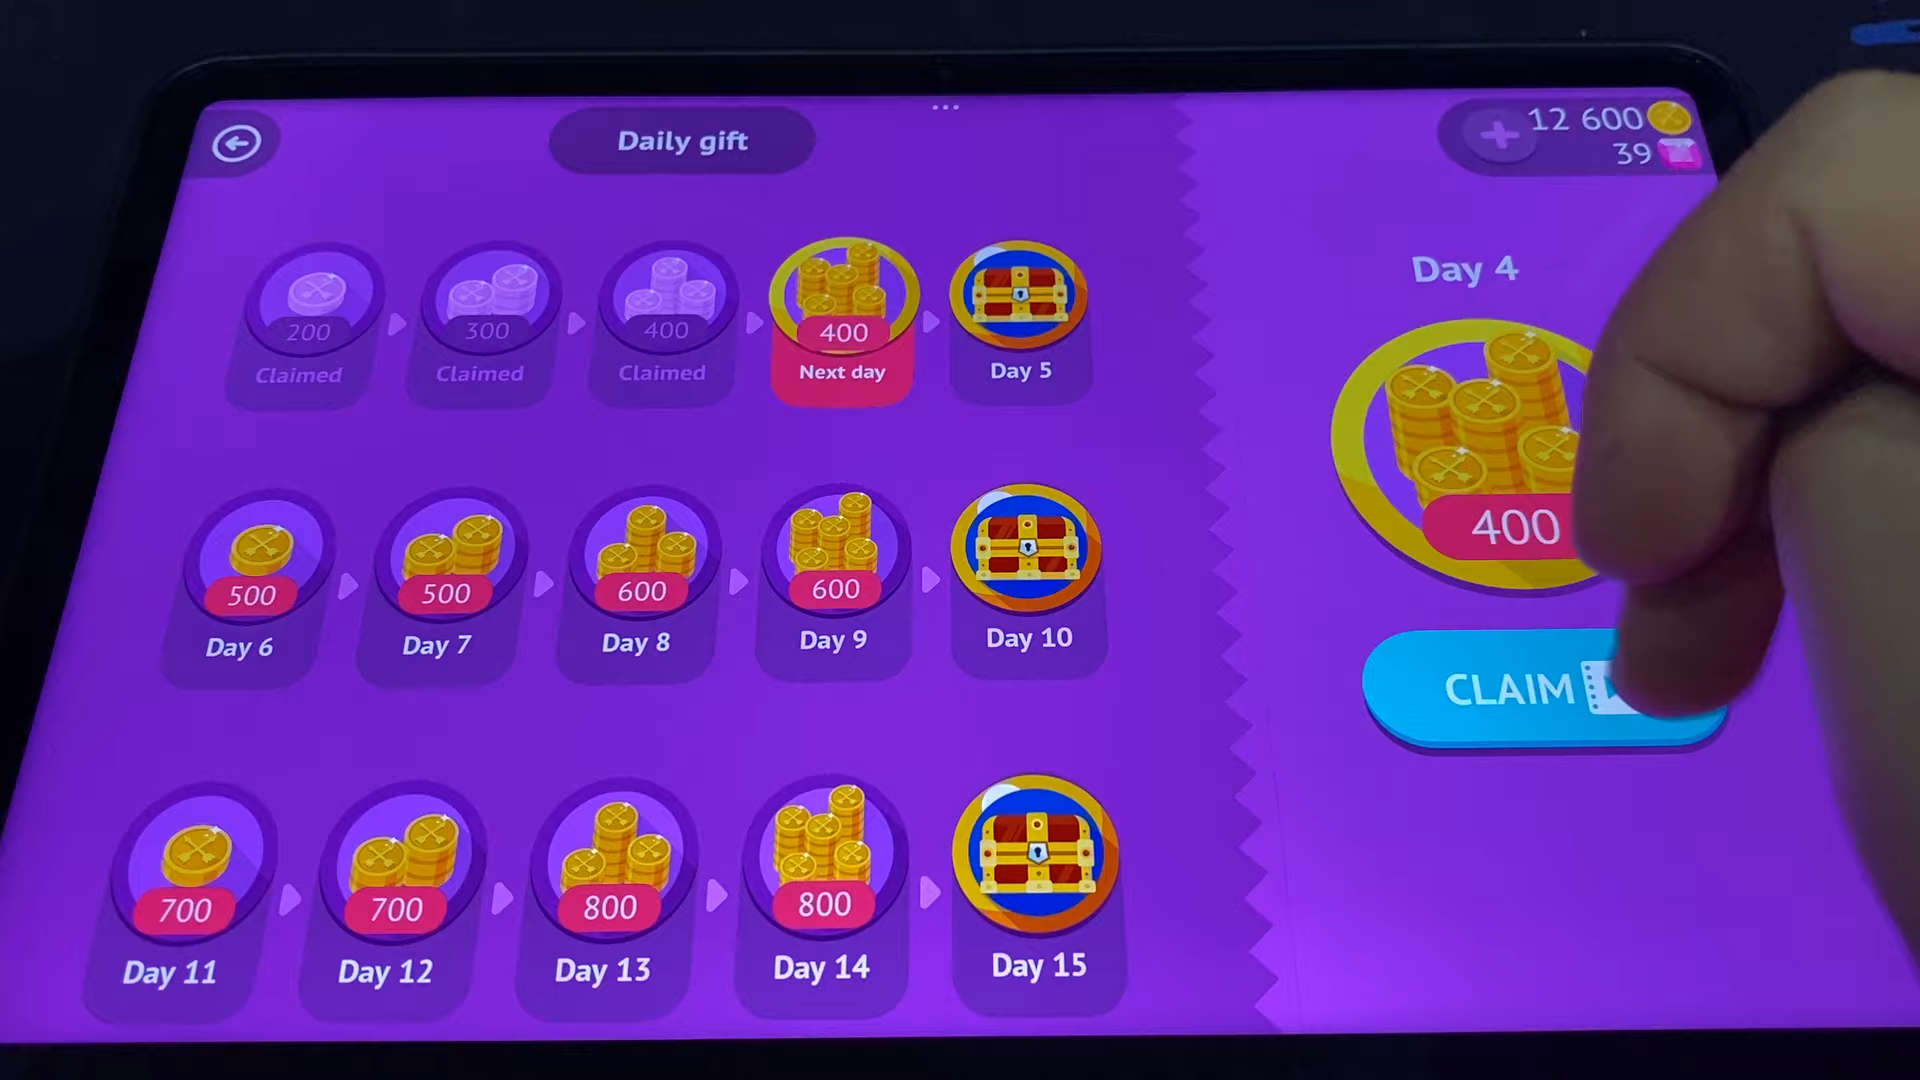 Daily gift
12 600
39
200
Claimed
300
Claimed
400
Claimed
400
Next day
Day 5
Day 4
400
CLAIM
500
Day 6
500
Day 7
600
Day 8
600
Day 9
Day 10
700
Day 11
700
Day 12
800
Day 13
800
Day 14
Day 15